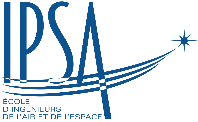 IPSA
ÉCOLE
D'INGÉNIEURS
DE L'AIR ET DE L'ESPACE